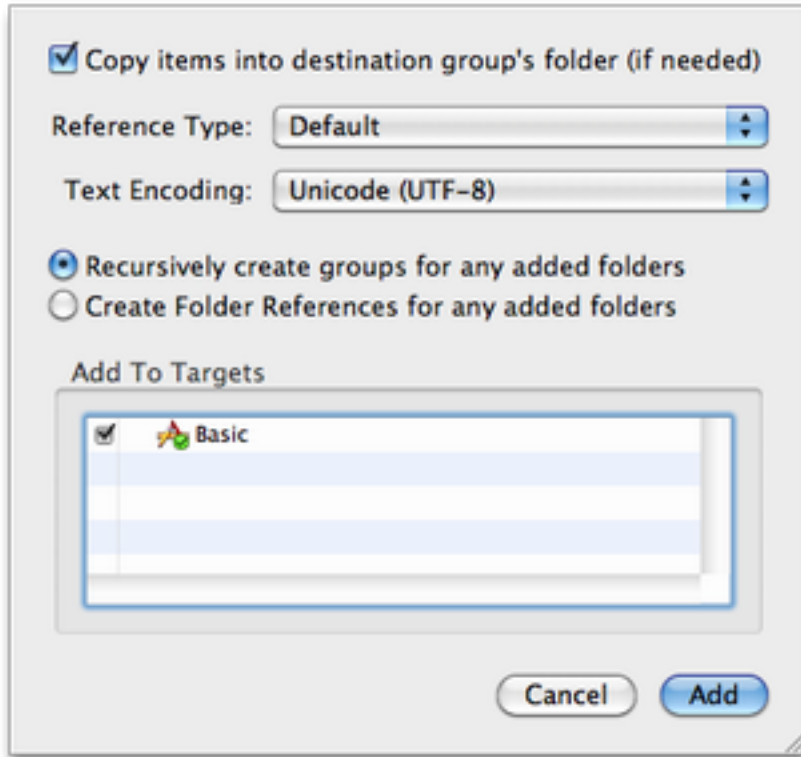 Copy items into destination group's folder (if needed)
Reference Type: Default
Text Encoding: Unicode (UTF-8)
Recursively create groups for any added folders
Create Folder References for any added folders
Add To Targets
Basic
Cancel Add